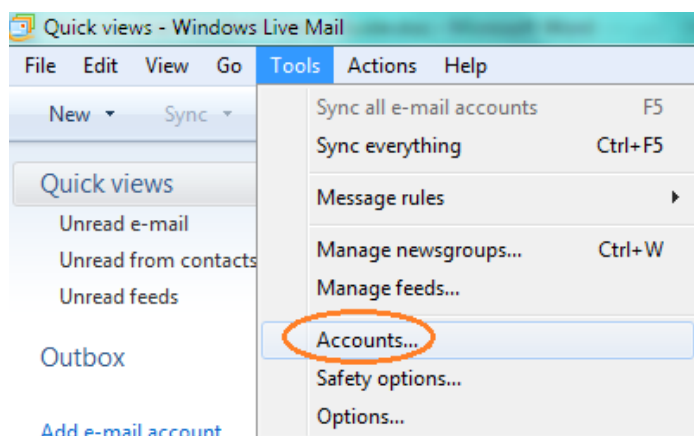 Quick views - Windows Live Mail
File Edit View Go Tools Actions Help
New Sync
Sync all e-mail accounts F5
Sync everything Ctrl+F5
Message rules
Manage newsgroups... Ctrl+W
Manage feeds...
Accounts...
Safety options...
Options...
Quick views
Unread e-mail
Unread from contacts
Unread feeds
Outbox
Add e-mail account